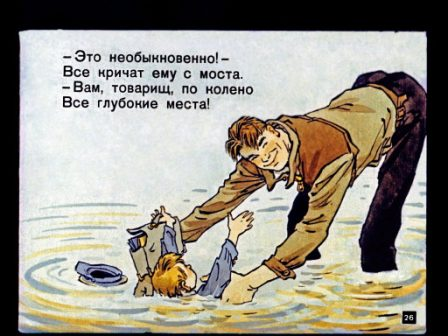 – Это необыкновенно! –
Все кричат ему с моста.
– Вам, товарищ, по колено
Все глубокие места!
26